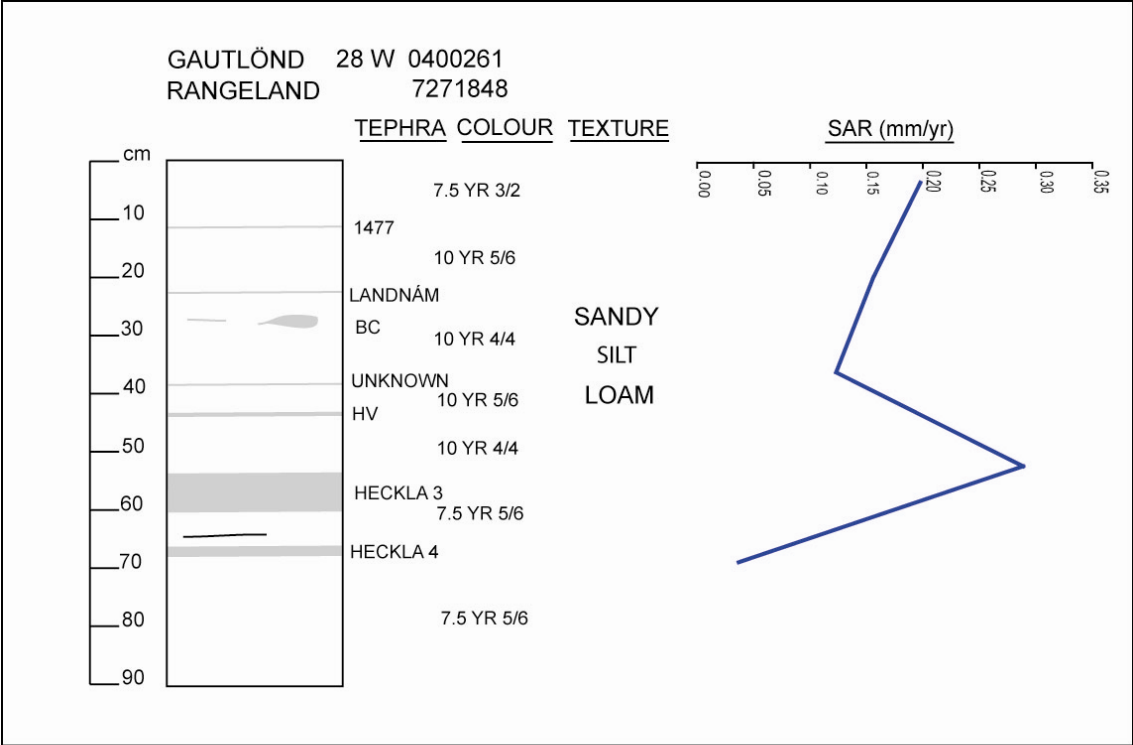 GAUTLÖND 28 W 0400261
RANGELAND 7271848
TEPHRA COLOUR TEXTURE SAR (mm/yr)
cm
0.00 0.05 0.10 0.15 0.20 0.25 0.30 0.35
7.5 YR 3/2
10
1477
10 YR 5/6
20
LANDNÁM
SANDY
30
BC
10 YR 4/4
SILT
UNKNOWN
40
10 YR 5/6
LOAM
HV
50
10 YR 4/4
HECKLA 3
60
7.5 YR 5/6
HECKLA 4
70
7.5 YR 5/6
80
90